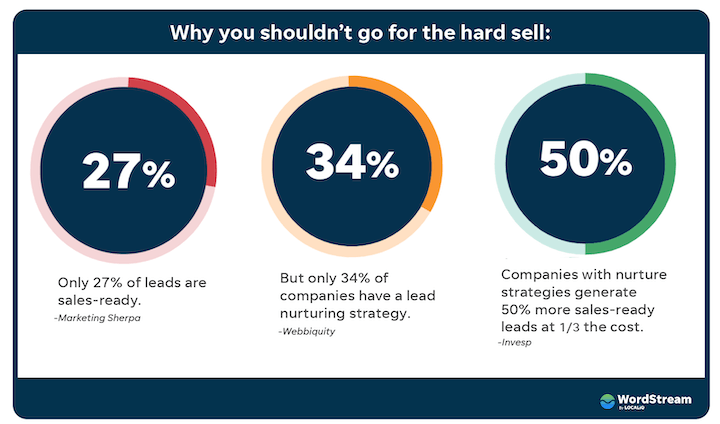 Why you shouldn’t go for the hard sell:
27%
Only 27% of leads are
sales-ready.
-Marketing Sherpa
34%
But only 34% of
companies have a lead
nurturing strategy.
-Webbiquity
50%
Companies with nurture
strategies generate
50% more sales-ready
leads at 1/3 the cost.
-Invesp
WordStream
By LOCALiQ